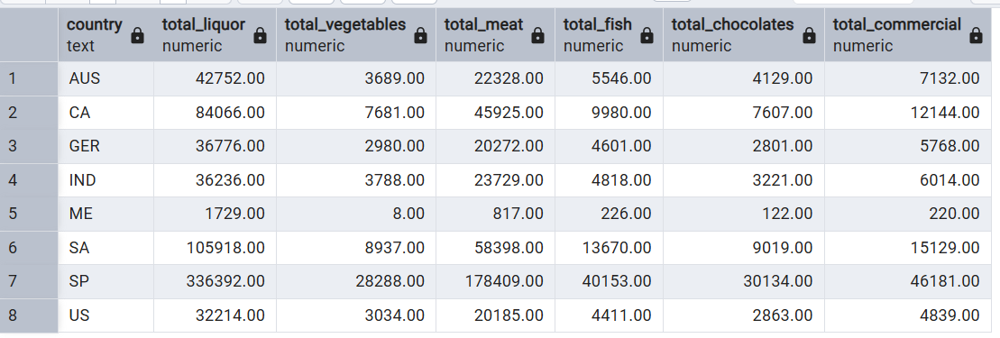 country total_liquor total_vegetables total_meat total_fish total_chocolates total_commercial
text numeric numeric numeric numeric numeric numeric
1 AUS 42752.00 3689.00 22328.00 5546.00 4129.00 7132.00
2 CA 84066.00 7681.00 45925.00 9980.00 7607.00 12144.00
3 GER 36776.00 2980.00 20272.00 4601.00 2801.00 5768.00
4 IND 36236.00 3788.00 23729.00 4818.00 3221.00 6014.00
5 ME 1729.00 8.00 817.00 226.00 122.00 220.00
6 SA 105918.00 8937.00 58398.00 13670.00 9019.00 15129.00
7 SP 336392.00 28288.00 178409.00 40153.00 30134.00 46181.00
8 US 32214.00 3034.00 20185.00 4411.00 2863.00 4839.00